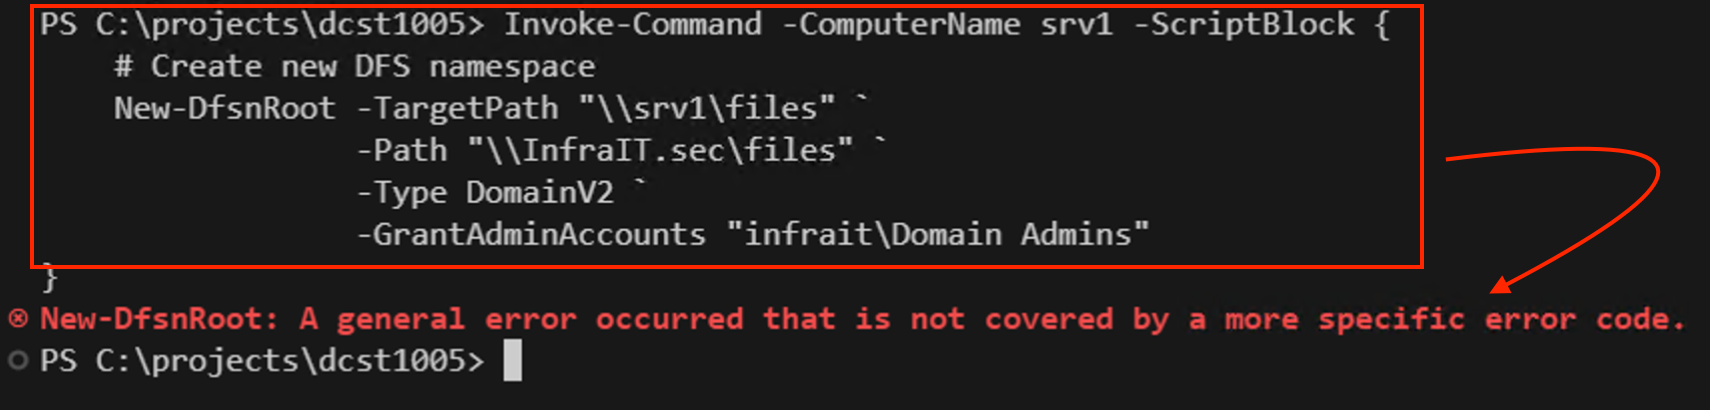 PS C:\projects\dcst1005> Invoke-Command -ComputerName srv1 -ScriptBlock {
    # Create new DFS namespace
    New-DfsnRoot -TargetPath "\\srv1\files" `
                 -Path "\\InfraIT.sec\files" `
                 -Type DomainV2 `
                 -GrantAdminAccounts "infrait\Domain Admins"
}
New-DfsnRoot: A general error occurred that is not covered by a more specific error code.
PS C:\projects\dcst1005>